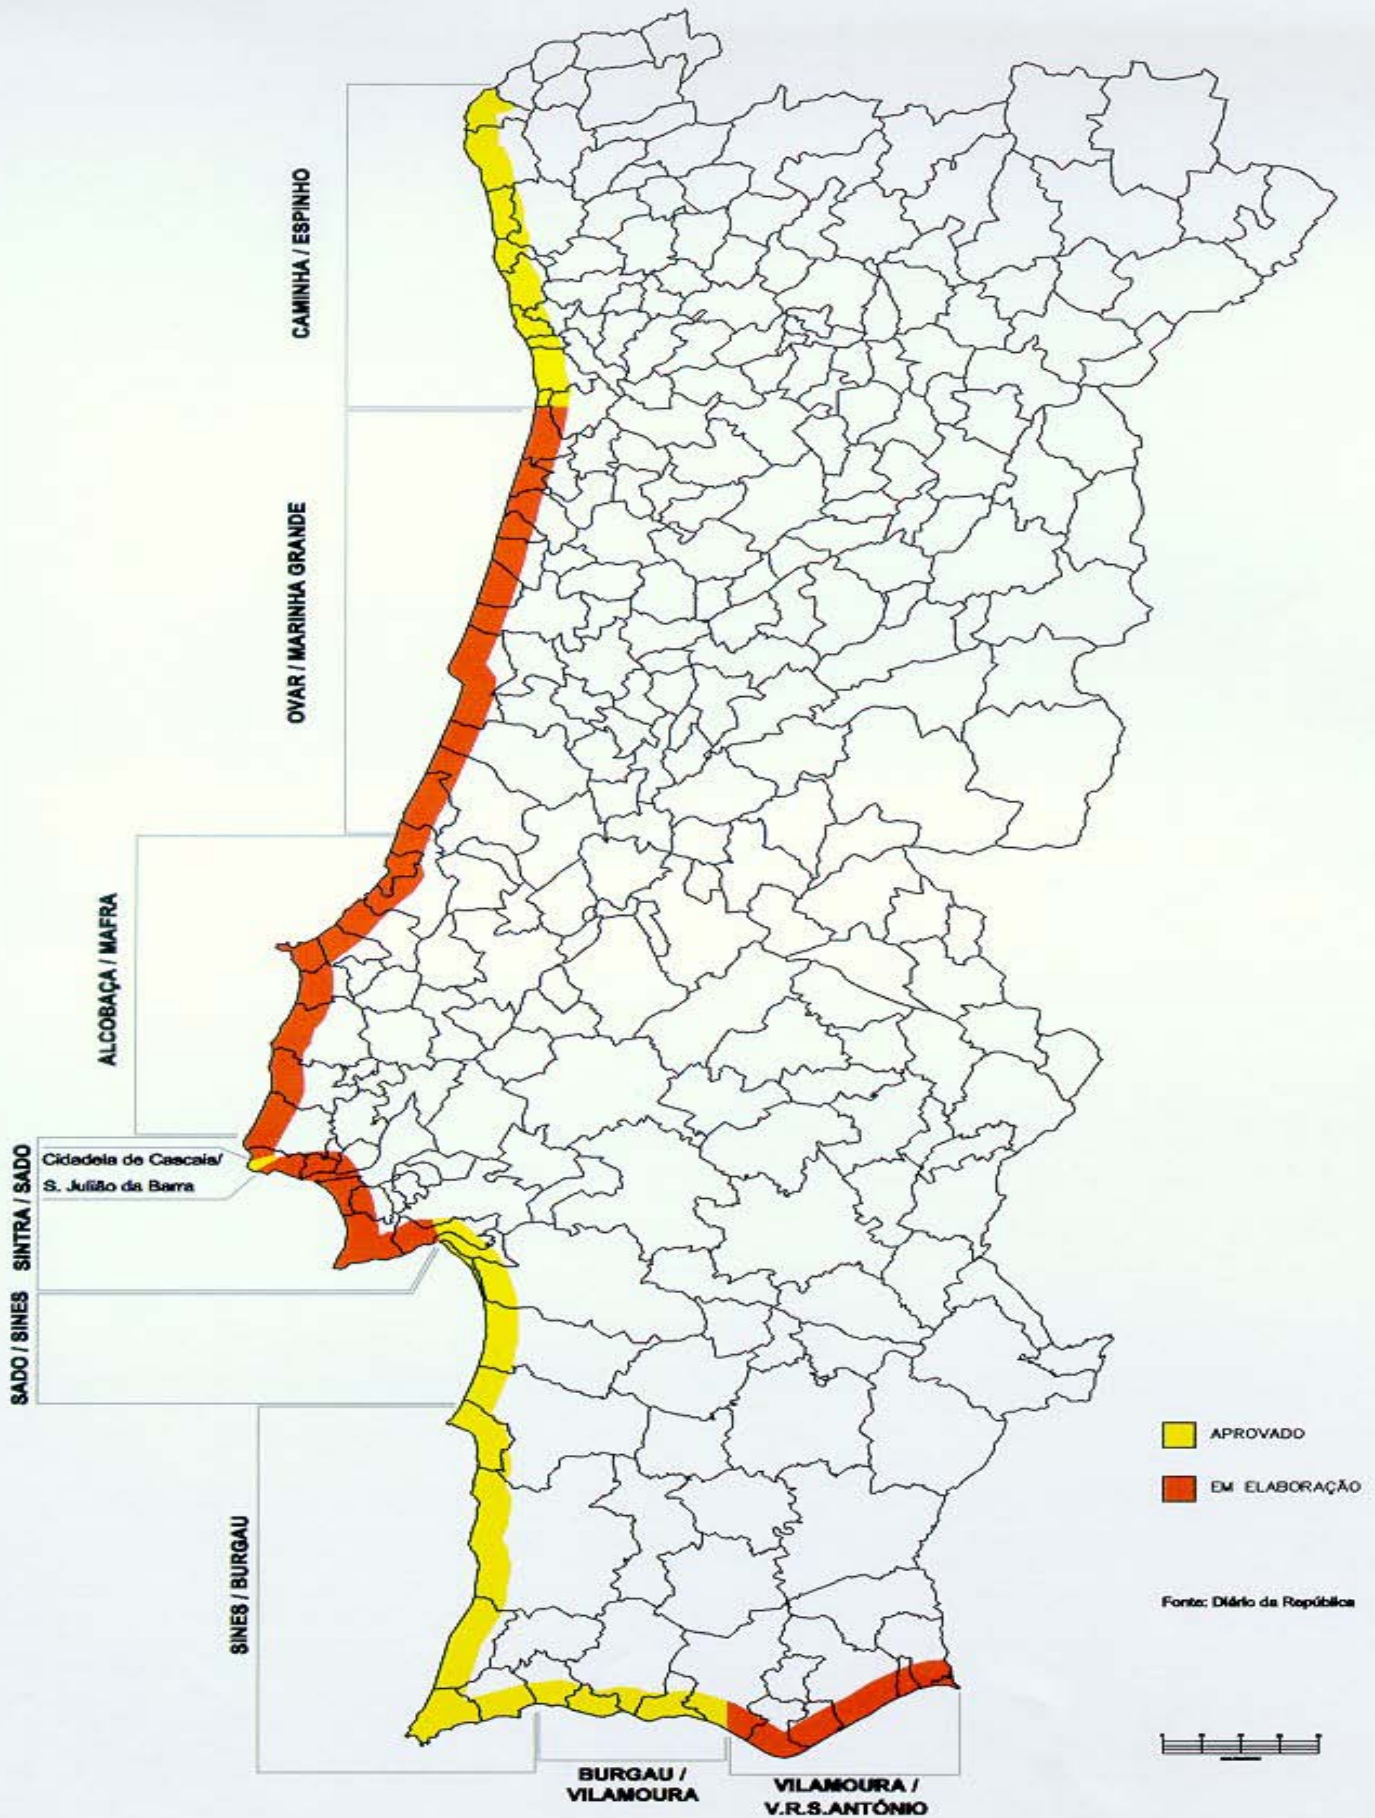 CAMINHA / ESPINHO
OVAR / MARINHA GRANDE
ALCOBAÇA / MAFRA
SINTRA / SADO
Cidadela de Cascais/
S. Julião da Barra
SADO / SINES
SINES / BURGAU
BURGAU /
VILAMOURA
VILAMOURA /
V.R.S.ANTÓNIO
APROVADO
EM ELABORAÇÃO
Fonte: Diário da República